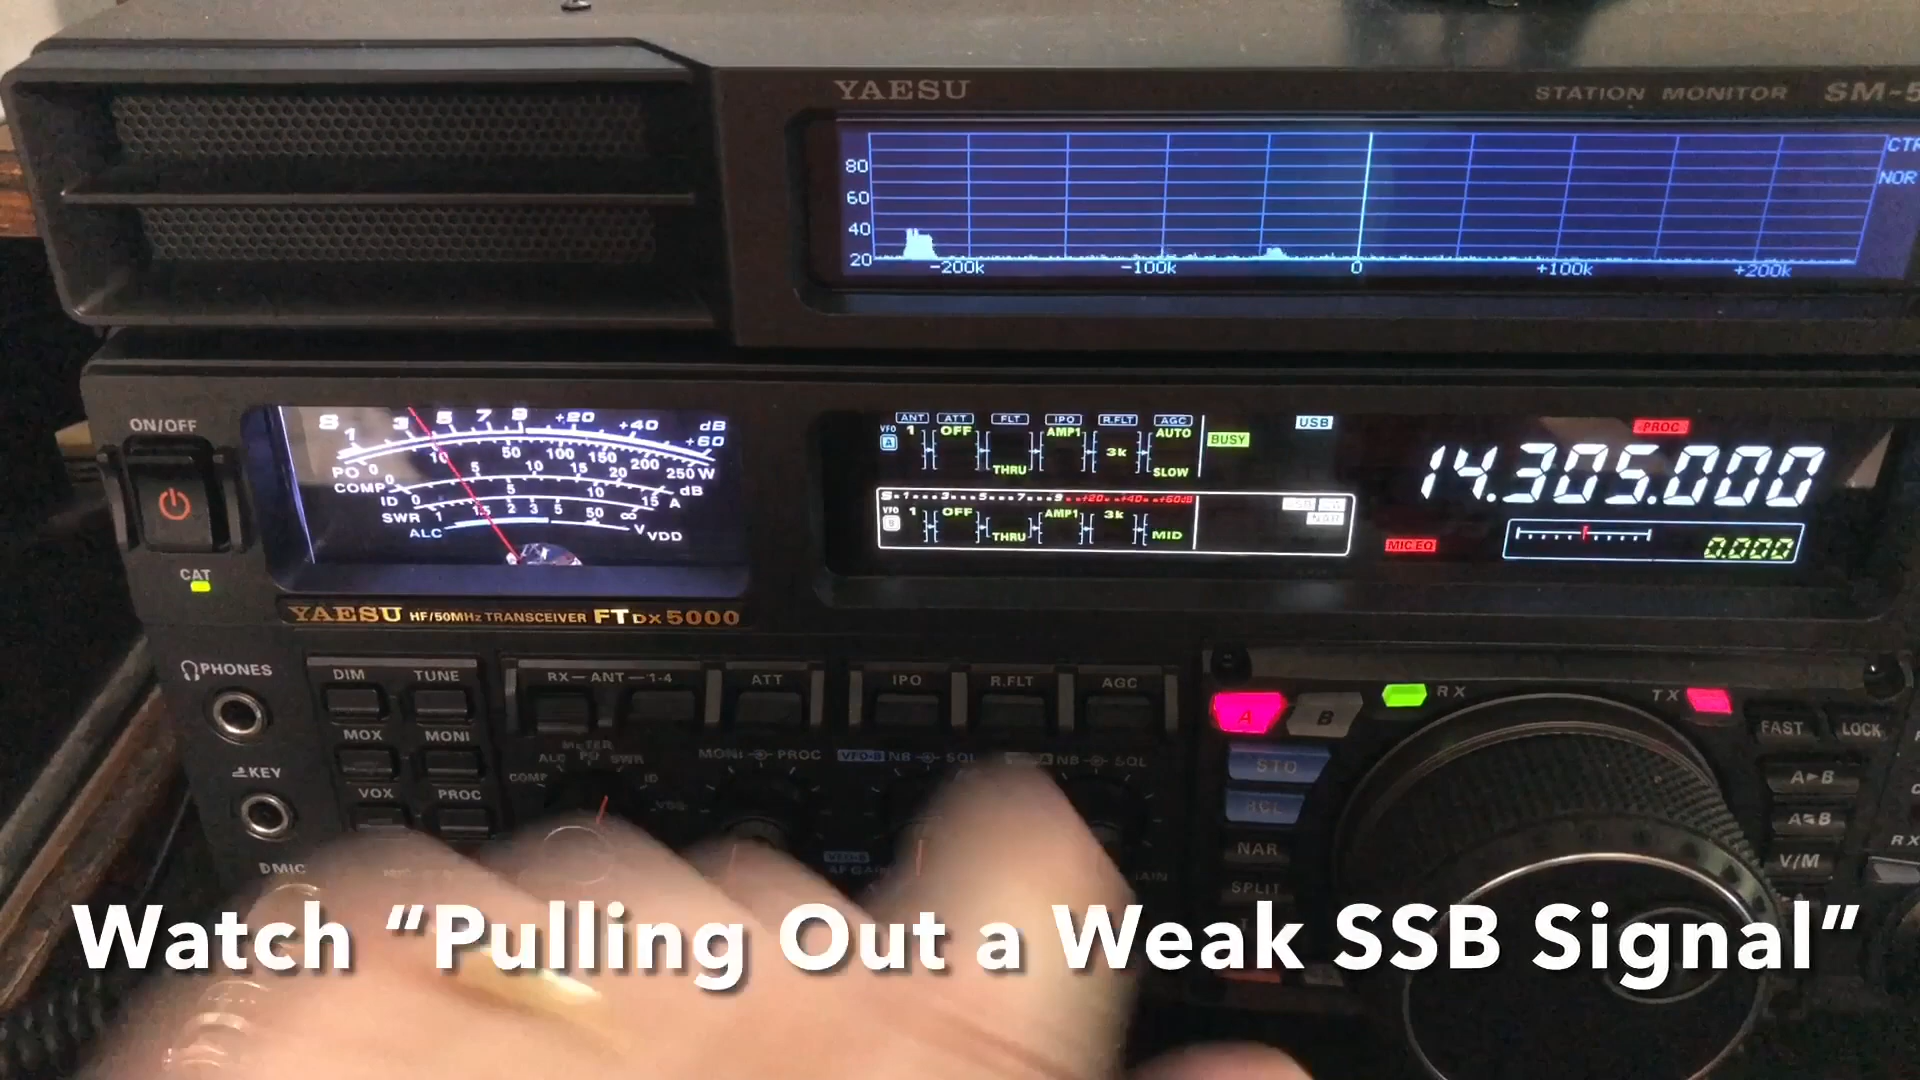 YAESU
STATION MONITOR SM-5
80
60
40
20
-200k -100k 0 +100k +200k
CTR
NOR
ON/OFF
CAT
S 1 3 5 7 9 +20 +40 +60 dB
PO 0 10 50 100 150 200 250 W
COMP 0 5 10 15 20 dB
ID 0 5 10 15 A
SWR 1 1.5 2 3 5 50 ∞
ALC V VDD
ANT ATT FLT IPO R.FLT AGC
VFO A 1 OFF THRU AMP1 3k AUTO SLOW
BUSY
USB
S 1 3 5 7 9 +20 +40 +60dB
VFO B 1 OFF THRU AMP1 3k MID
NAR
PROC
14.305.000
MIC EQ
0.000
YAESU HF/50MHz TRANSCEIVER FTDX5000
PHONES
DIM TUNE
MOX MONI
VOX PROC
KEY
MIC
RX-ANT-1-4
ATT
IPO
R.FLT
AGC
METER
ALC PO SWR
COMP ID
VDD
MONI PROC
VFO-B NB SQL
NB SQL
VFO-B
AF GAIN
A B
RX
TX
STO
RCL
NAR
SPLIT
FAST LOCK
A►B
A⇆B
V/M
RX
Watch “Pulling Out a Weak SSB Signal”